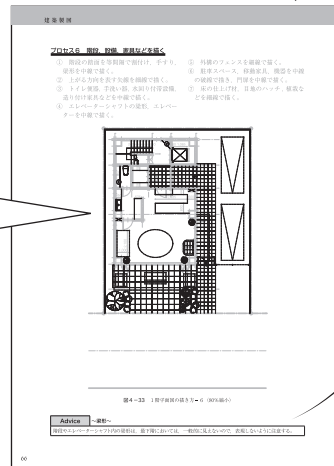 建築製図
プロセス6 階段、設備、家具などを描く
① 階段の踏面を等間隔で割付け、手すり、
梁形を中線で描く。
② 上がる方向を表す矢線を細線で描く。
③ トイレ便器、手洗い器、水回り付帯設備、
造り付け家具などを中線で描く。
④ エレベーターシャフトの梁形、エレベー
ターを中線で描く。
⑤ 外構のフェンスを細線で描く。
⑥ 駐車スペース、移動家具、機器を中線
の破線で描き、門扉を中線で描く。
⑦ 床の仕上げ材、目地のハッチ、植栽な
どを細線で描く。
図4-33 1階平面図の描き方-6（80％縮小）
Advice ～梁形～
階段やエレベーターシャフト内の梁形は、最下階においては、一般的に見えないので、表現しないように注意する。
66